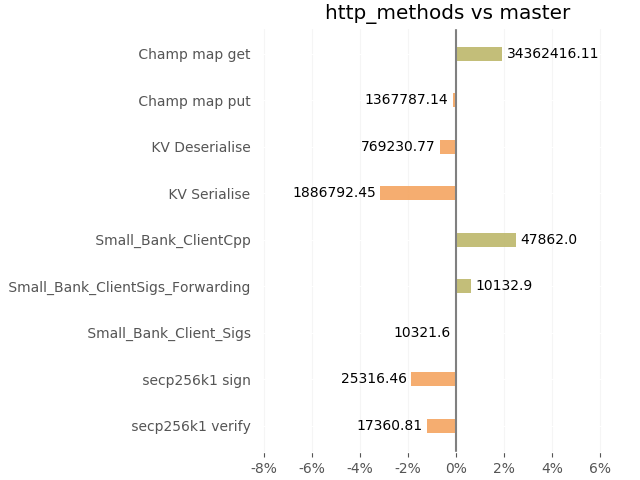 http_methods vs master
Champ map get 34362416.11
Champ map put 1367787.14
KV Deserialise 769230.77
KV Serialise 1886792.45
Small_Bank_ClientCpp 47862.0
Small_Bank_ClientSigs_Forwarding 10132.9
Small_Bank_Client_Sigs 10321.6
secp256k1 sign 25316.46
secp256k1 verify 17360.81
-8% -6% -4% -2% 0% 2% 4% 6%